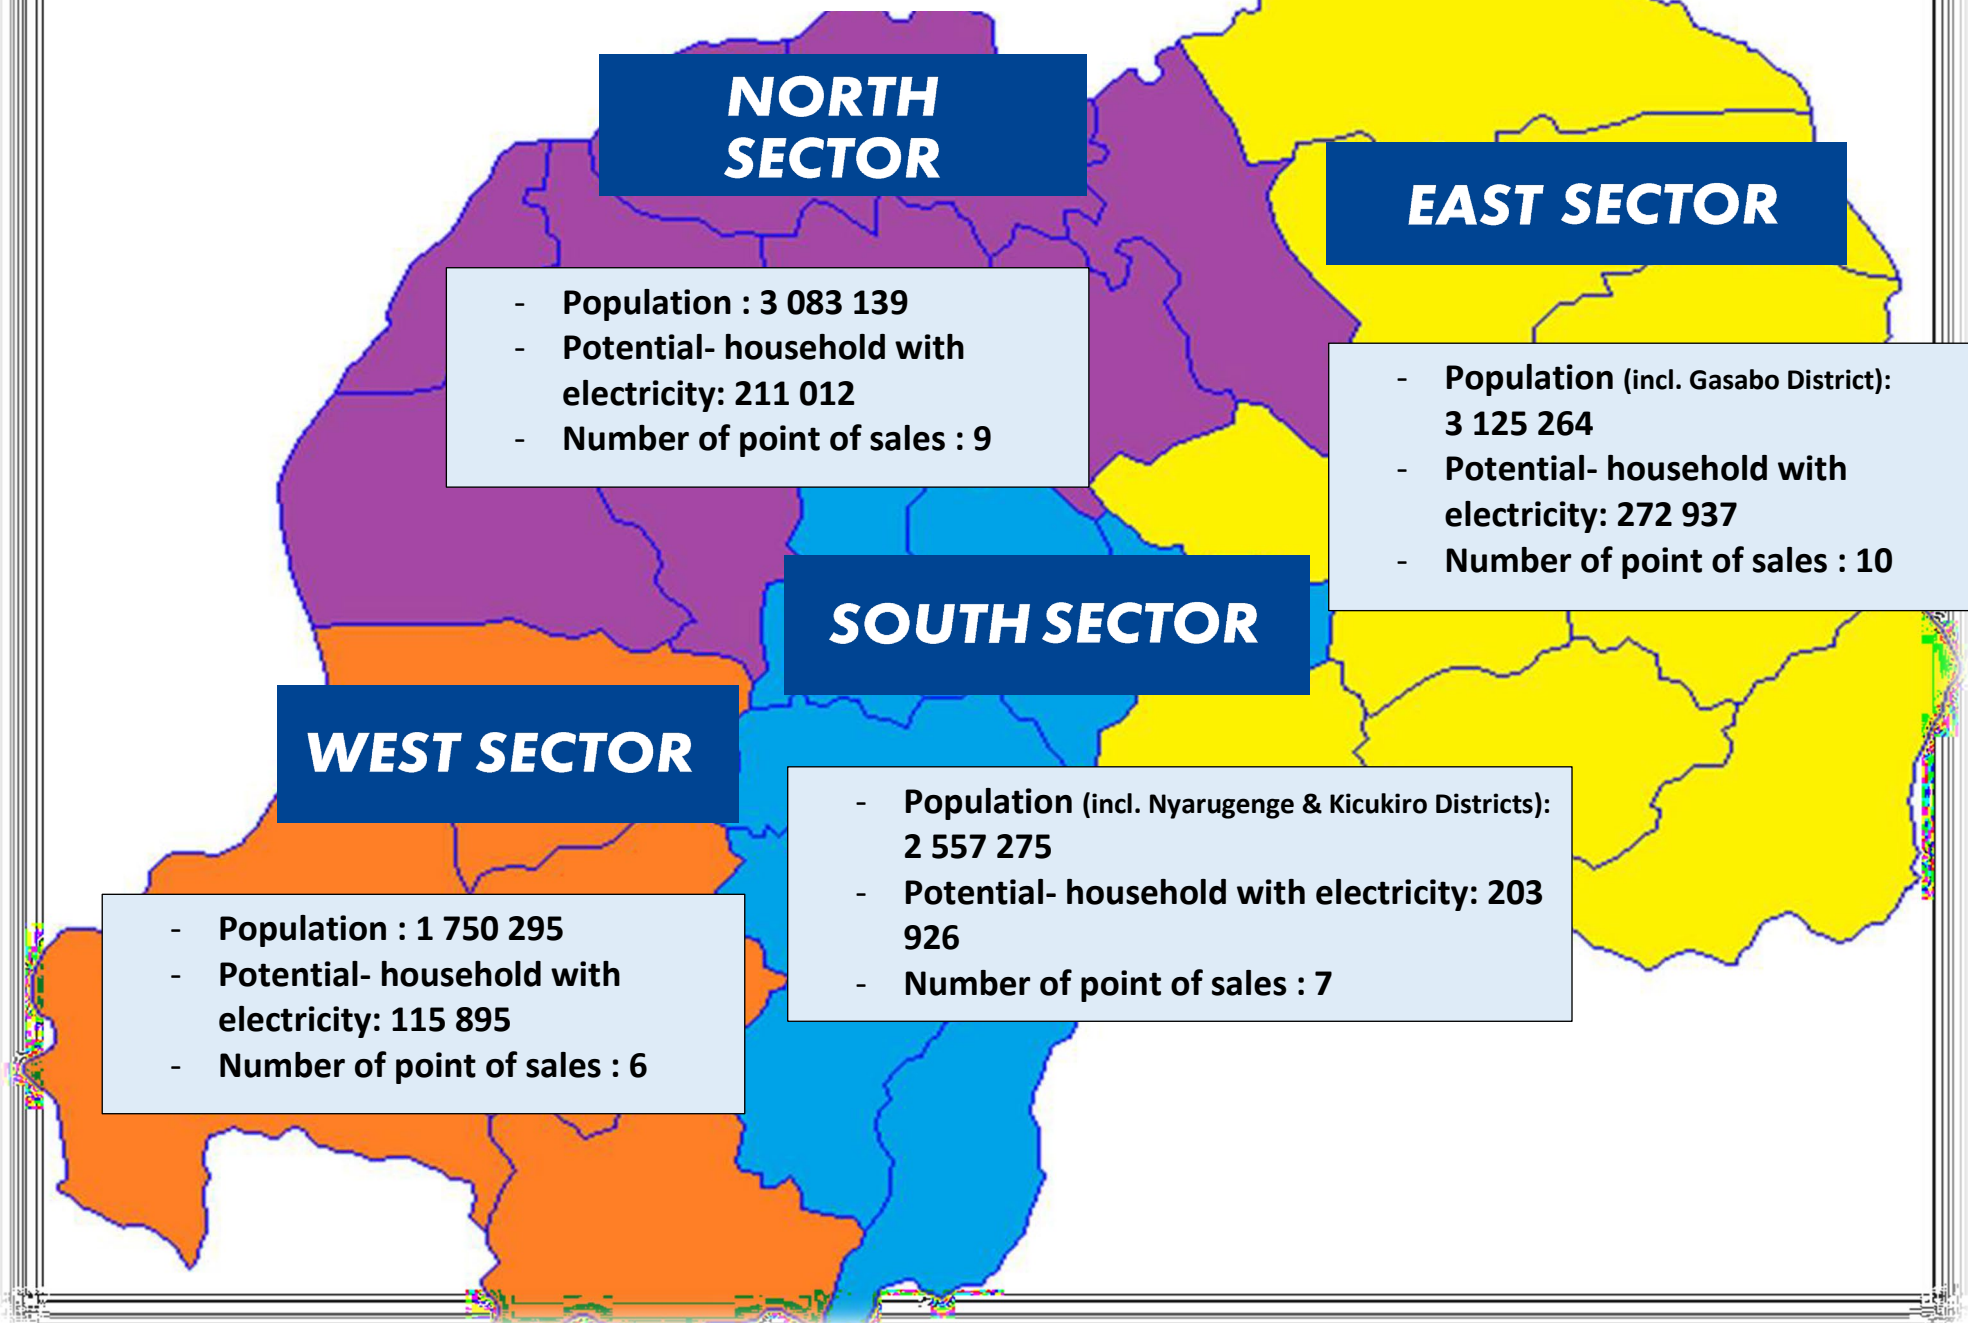 NORTH
SECTOR
- Population : 3 083 139
- Potential- household with
electricity: 211 012
- Number of point of sales : 9
EAST SECTOR
- Population (incl. Gasabo District):
3 125 264
- Potential- household with
electricity: 272 937
- Number of point of sales : 10
SOUTH SECTOR
- Population (incl. Nyarugenge & Kicukiro Districts):
2 557 275
- Potential- household with electricity: 203
926
- Number of point of sales : 7
WEST SECTOR
- Population : 1 750 295
- Potential- household with
electricity: 115 895
- Number of point of sales : 6